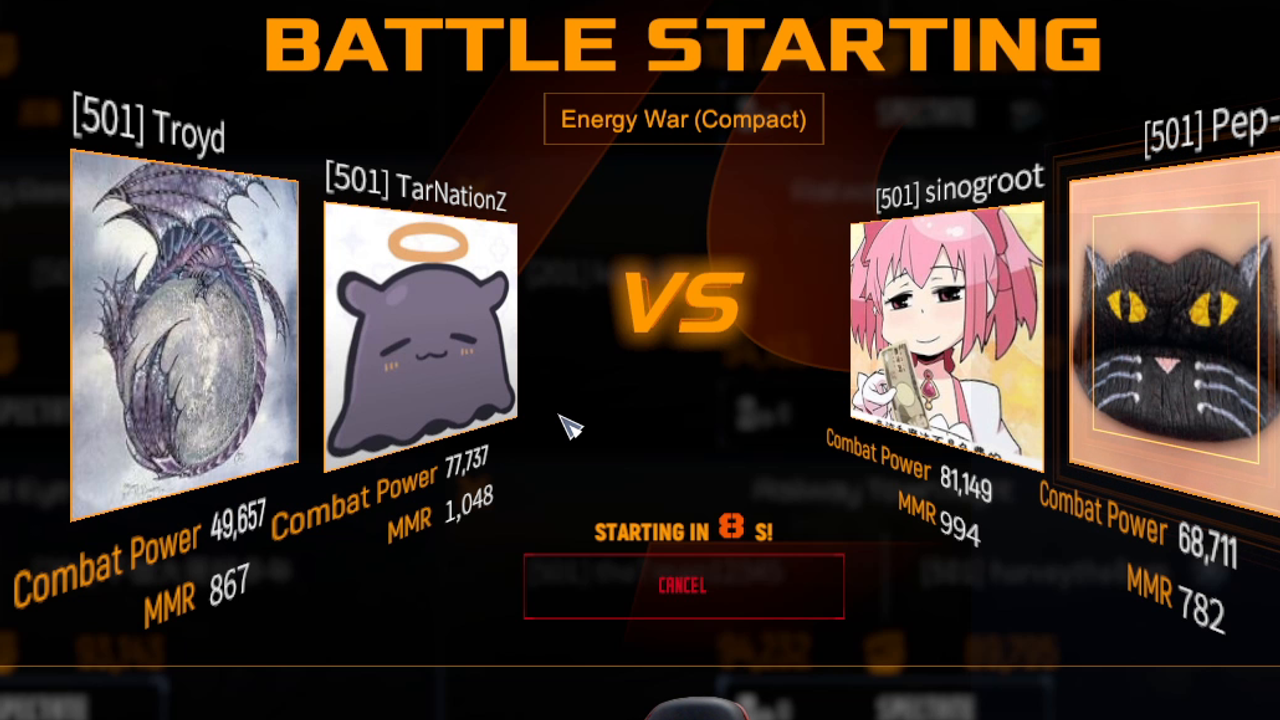 BATTLE STARTING
Energy War (Compact)
[501] Troyd
[501] TarNationZ
VS
[501] sinogroot
[501] Pep-
Combat Power 49,657
MMR 867
Combat Power 77,737
MMR 1,048
Combat Power 81,149
MMR 994
Combat Power 68,711
MMR 782
STARTING IN 8 S!
CANCEL